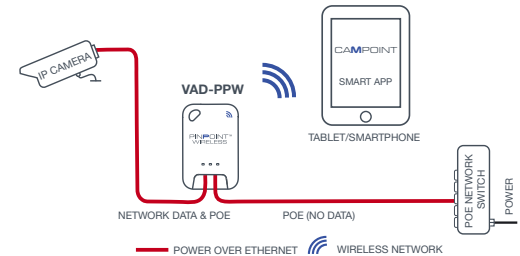 IP CAMERA
VAD-PPW
PINPOINT™
WIRELESS
CAMPOINT
SMART APP
TABLET/SMARTPHONE
POE NETWORK
SWITCH
POWER
NETWORK DATA & POE
POE (NO DATA)
POWER OVER ETHERNET
WIRELESS NETWORK